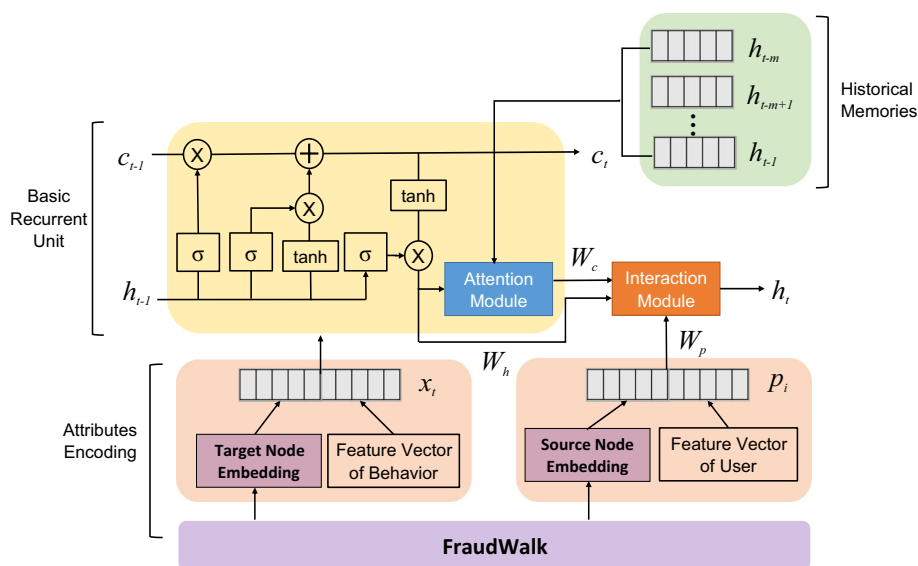 h_{t-m}
h_{t-m+1}
h_{t-1}
Historical
Memories
Basic
Recurrent
Unit
c_{t-1}
X
+
c_t
tanh
X
σ
σ
tanh
σ
X
h_{t-1}
Attention
Module
W_c
Interaction
Module
h_t
W_h
W_p
Attributes
Encoding
x_t
Target Node
Embedding
Feature Vector
of Behavior
p_i
Source Node
Embedding
Feature Vector
of User
FraudWalk